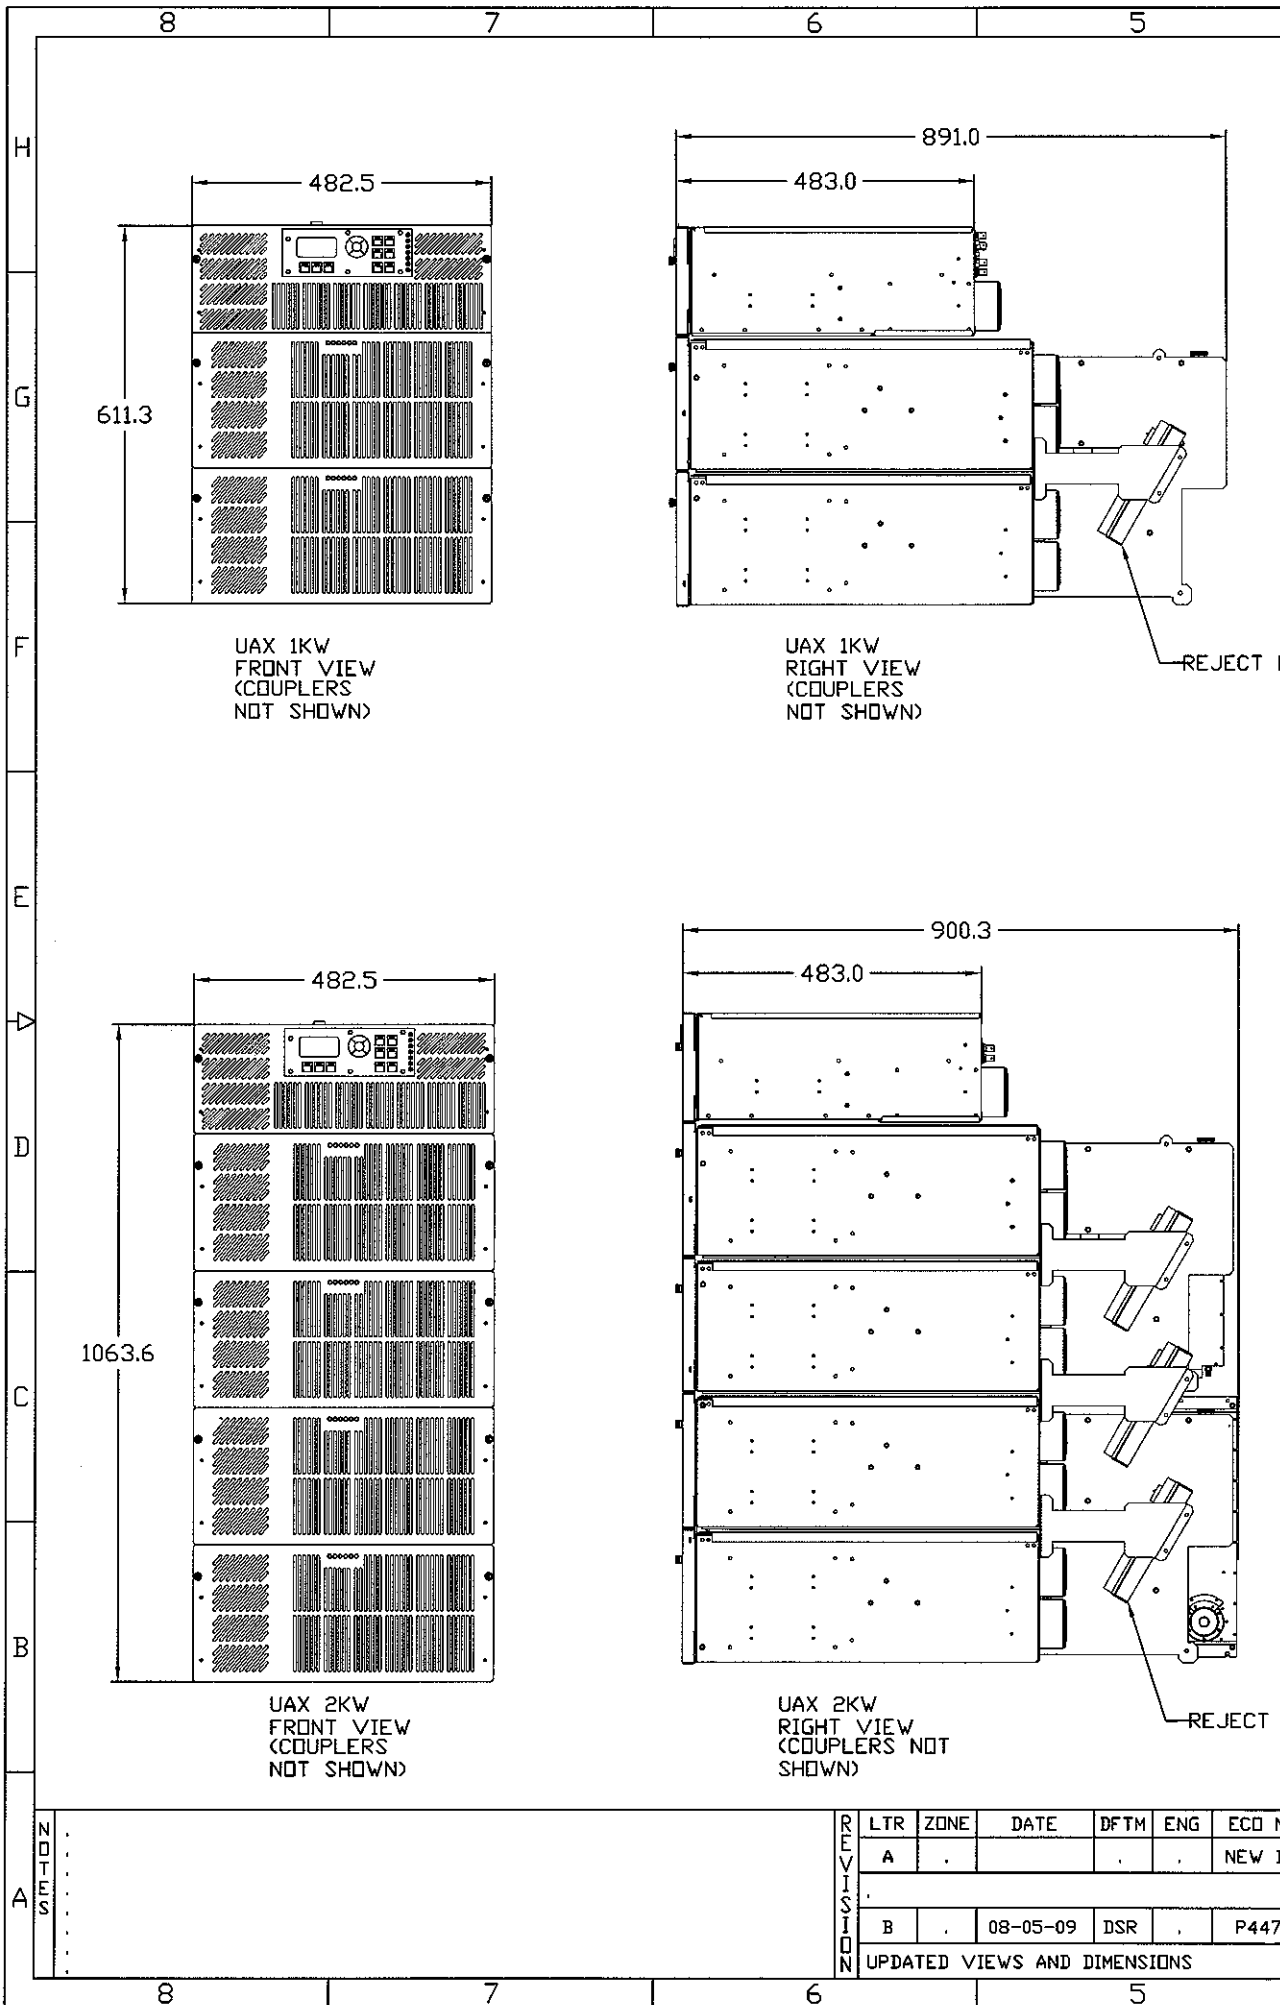 8 7 6 5
H
G
F
E
D
C
B
A
891.0
482.5
483.0
611.3
UAX 1KW
FRONT VIEW
(COUPLERS
NOT SHOWN)
UAX 1KW
RIGHT VIEW
(COUPLERS
NOT SHOWN)
REJECT
900.3
482.5
483.0
1063.6
UAX 2KW
FRONT VIEW
(COUPLERS
NOT SHOWN)
UAX 2KW
RIGHT VIEW
(COUPLERS NOT
SHOWN)
REJECT
NOTES
REVISION
LTR ZONE DATE DFTM ENG ECO
A NEW
B 08-05-09 DSR P447
UPDATED VIEWS AND DIMENSIONS
8 7 6 5